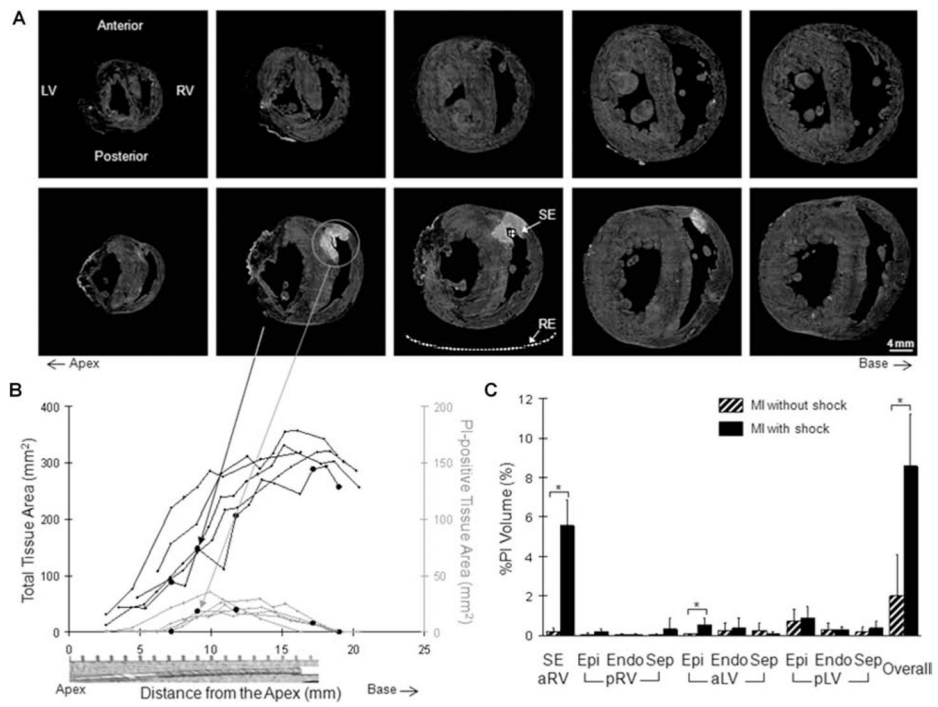 A
Anterior
LV
RV
Posterior
SE
RE
4mm
← Apex
Base →
B
400
300
200
100
0
Total Tissue Area (mm²)
200
150
100
50
0
PI-positive Tissue Area (mm²)
0 5 10 15 20 25
Apex Distance from the Apex (mm) Base →
C
12
10
8
6
4
2
0
%PI Volume (%)
MI without shock
MI with shock
*
*
*
SE Epi Endo Sep Epi Endo Sep Epi Endo Sep Overall
aRV pRV aLV pLV